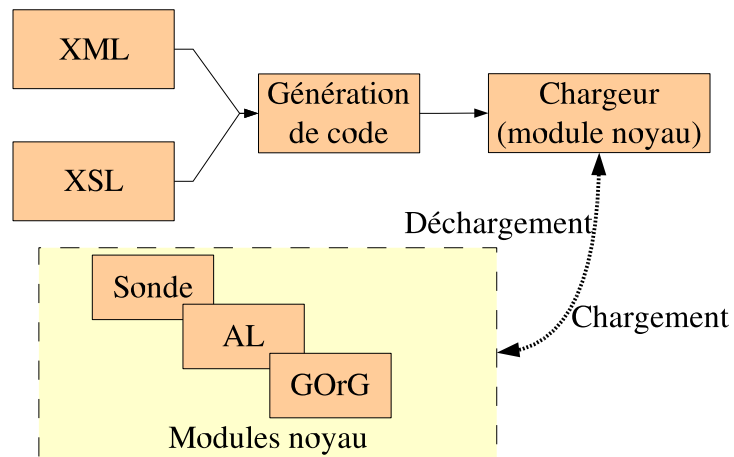 XML
Génération
de code
Chargeur
(module noyau)
XSL
Déchargement
Chargement
Sonde
AL
GOrG
Modules noyau